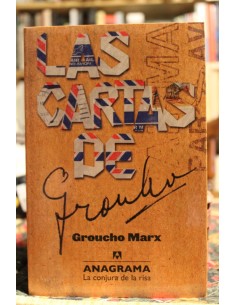 LAS
CARTAS
DE
Groucho
Groucho Marx
ANAGRAMA
La conjura de la risa